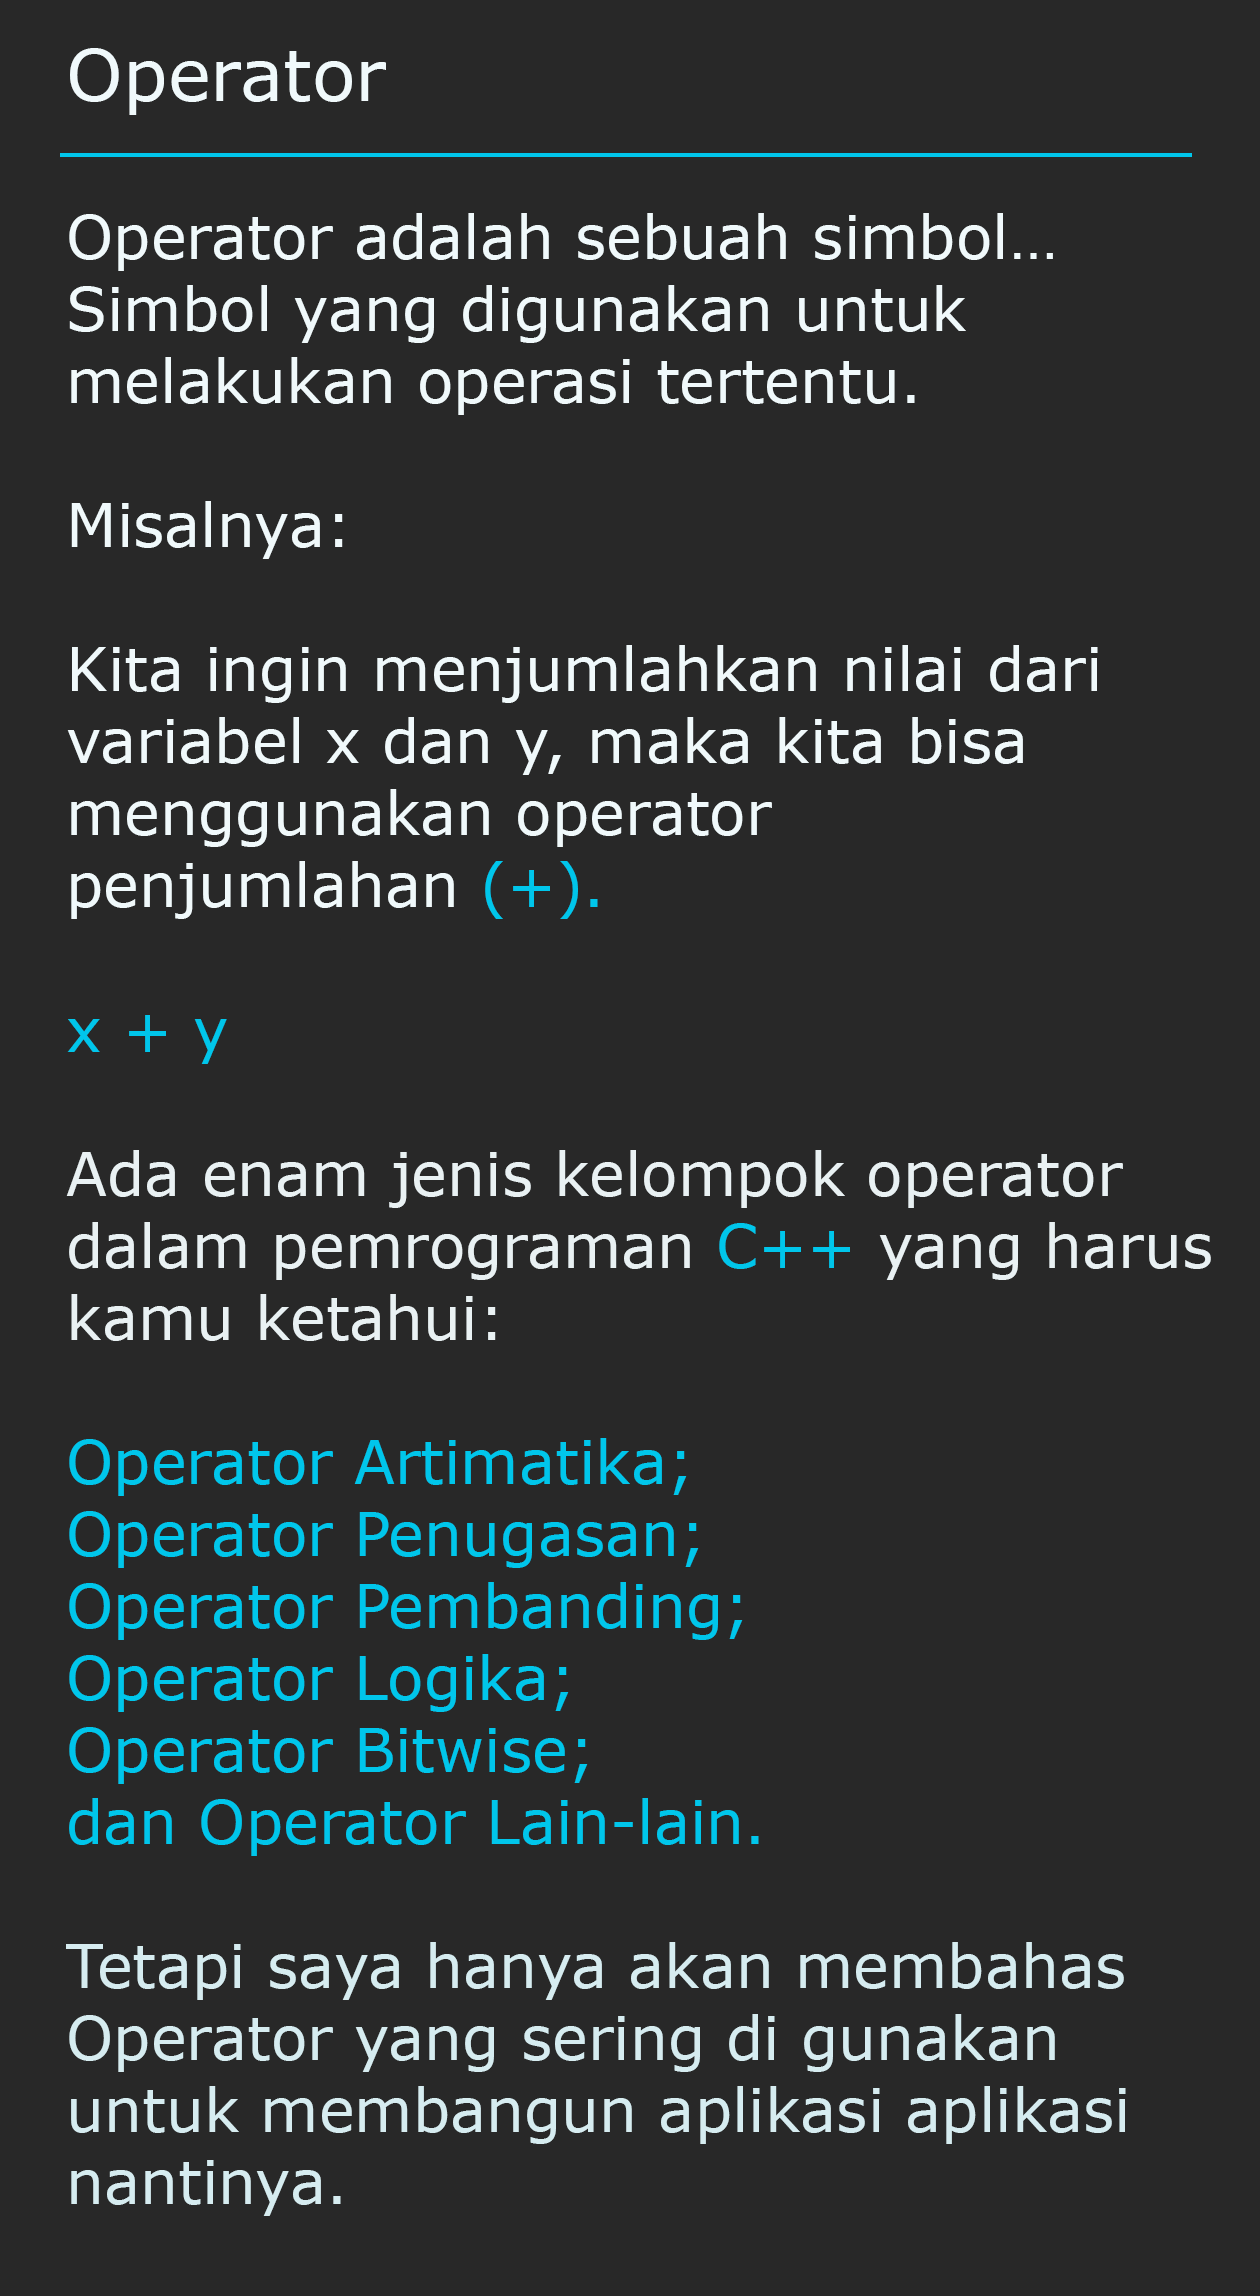 Operator
Operator adalah sebuah simbol...
Simbol yang digunakan untuk
melakukan operasi tertentu.
Misalnya:
Kita ingin menjumlahkan nilai dari
variabel x dan y, maka kita bisa
menggunakan operator
penjumlahan (+).
x + y
Ada enam jenis kelompok operator
dalam pemrograman C++ yang harus
kamu ketahui:
Operator Artimatika;
Operator Penugasan;
Operator Pembanding;
Operator Logika;
Operator Bitwise;
dan Operator Lain-lain.
Tetapi saya hanya akan membahas
Operator yang sering di gunakan
untuk membangun aplikasi aplikasi
nantinya.